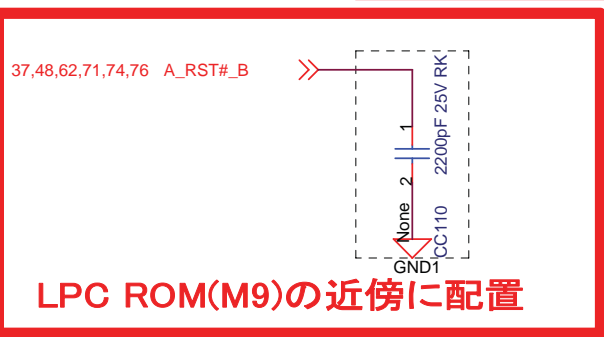 37,48,62,71,74,76 A_RST#_B
1
2200pF 25V RK
2
None
CC110
GND1
LPC ROM(M9)の近傍に配置